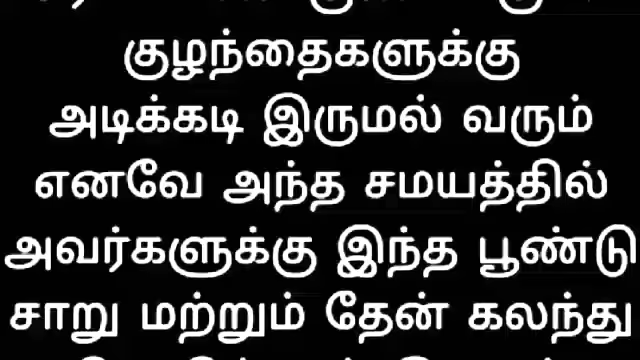 குழந்தைகளுக்கு
அடிக்கடி இருமல் வரும்
எனவே அந்த சமயத்தில்
அவர்களுக்கு இந்த பூண்டு
சாறு மற்றும் தேன் கலந்து